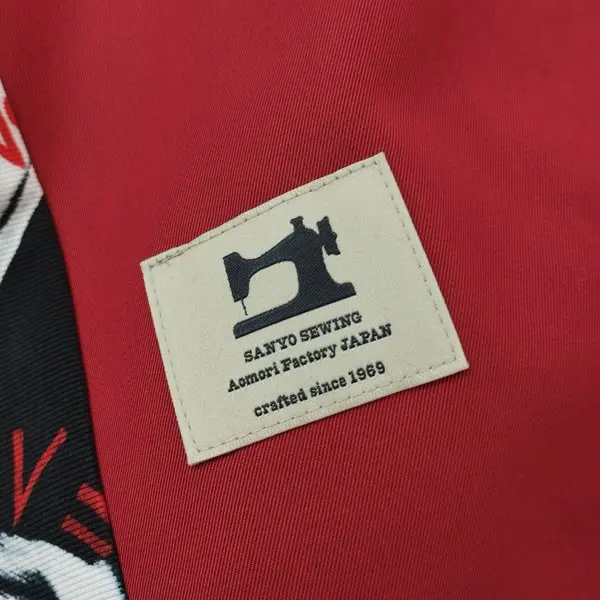 SANYO SEWING
Aomori Factory JAPAN
crafted since 1969